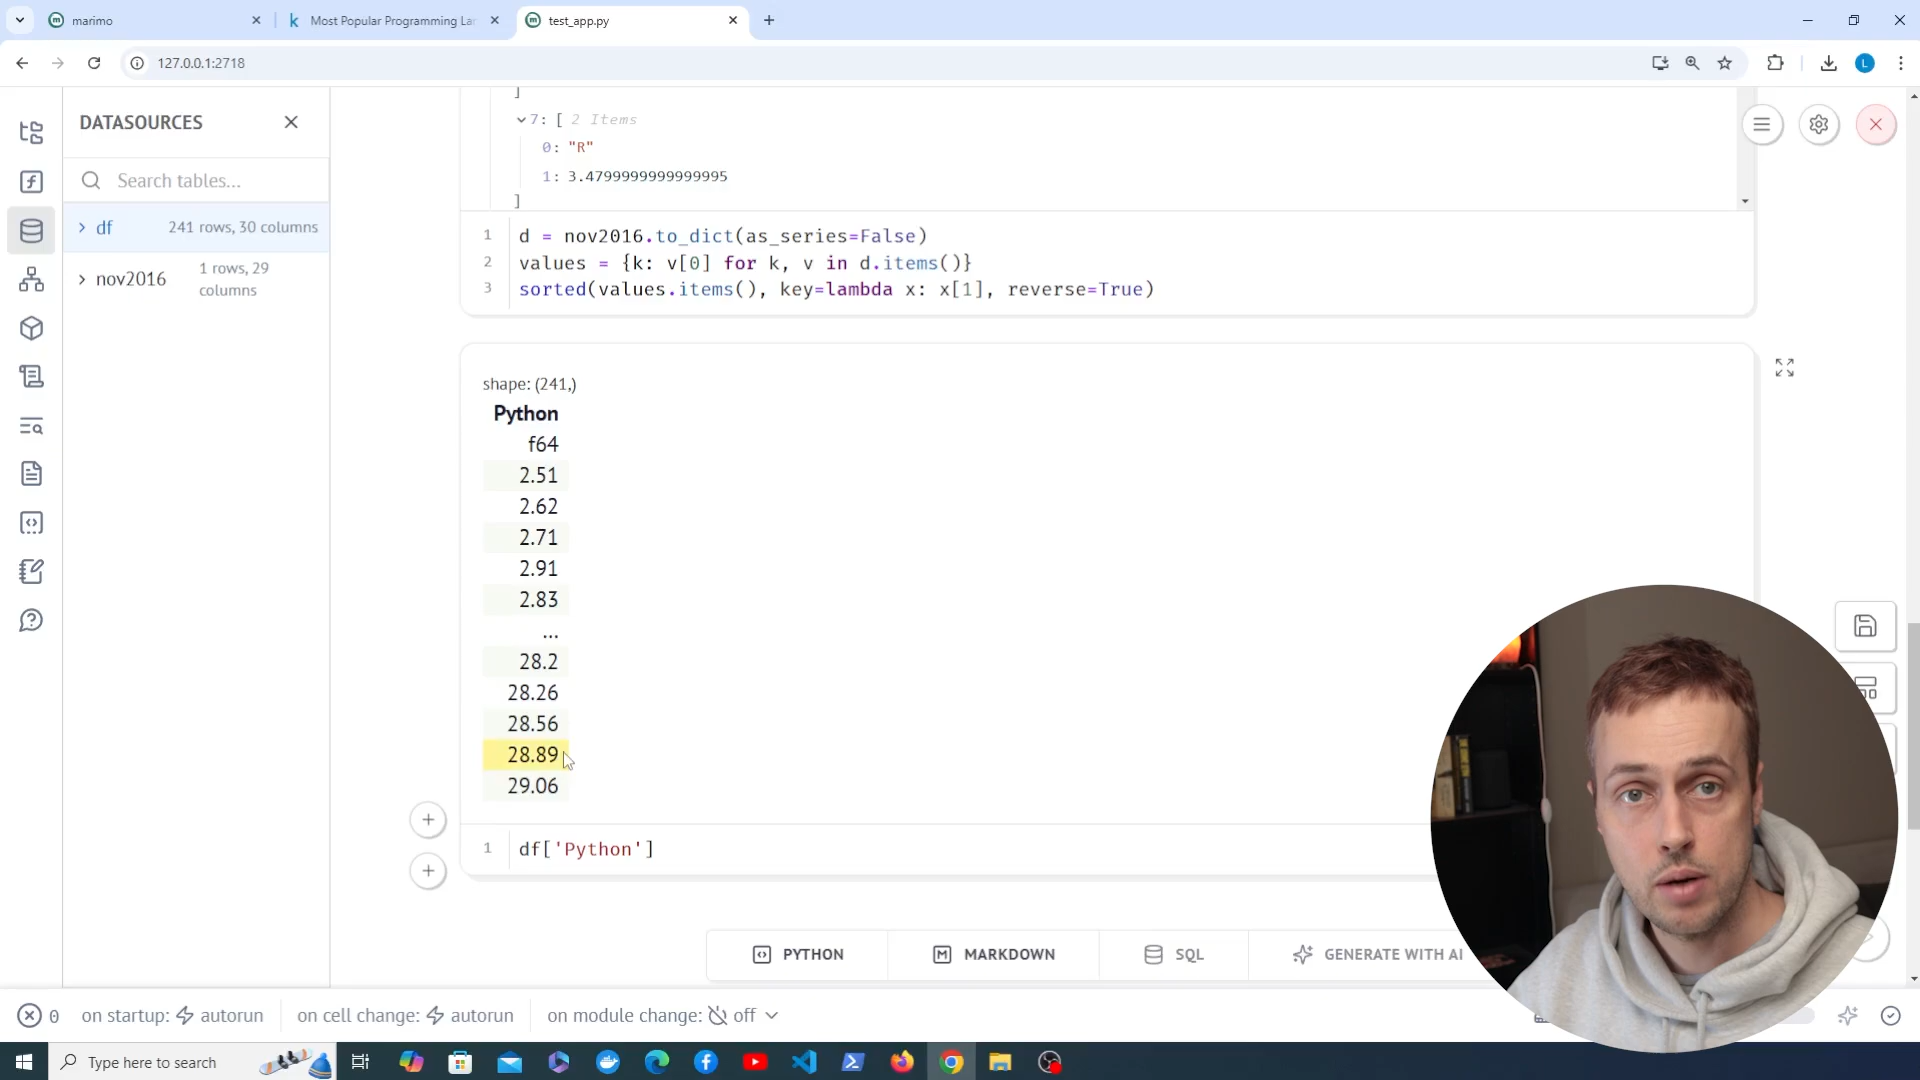 marimo
Most Popular Programming La
test_app.py
127.0.0.1:2718
DATASOURCES
Search tables...
df 241 rows, 30 columns
nov2016 1 rows, 29
columns
]
7: [ 2 Items
0: "R"
1: 3.4799999999999995
]
1 d = nov2016.to_dict(as_series=False)
2 values = {k: v[0] for k, v in d.items()}
3 sorted(values.items(), key=lambda x: x[1], reverse=True)
shape: (241,)
Python
f64
2.51
2.62
2.71
2.91
2.83
...
28.2
28.26
28.56
28.89
29.06
1 df['Python']
PYTHON
MARKDOWN
SQL
GENERATE WITH AI
0
on startup: autorun
on cell change: autorun
on module change: off
Type here to search
L